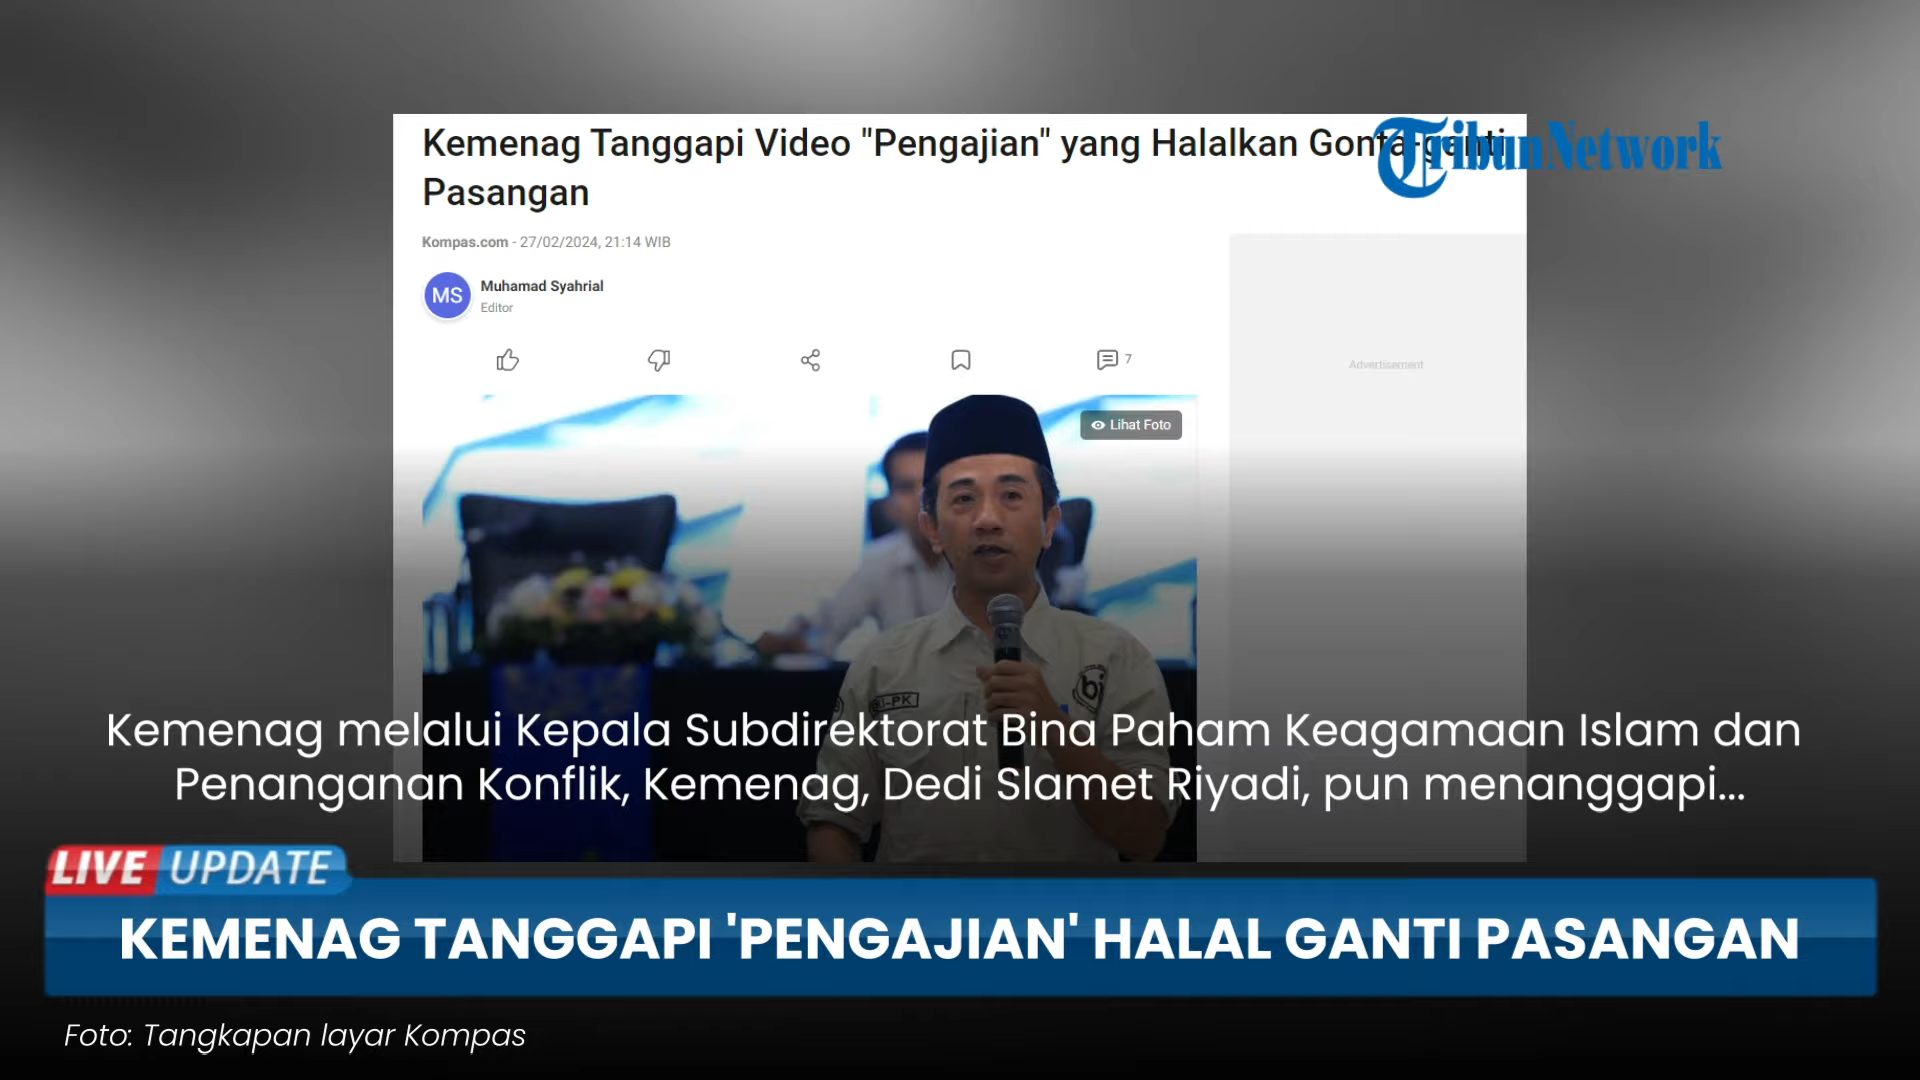 Kemenag Tanggapi Video "Pengajian" yang Halalkan Gonta-ganti
Pasangan
TribunNetwork
Kompas.com - 27/02/2024, 21:14 WIB
MS
Muhamad Syahrial
Editor
7
Advertisement
Lihat Foto
bj
Kemenag melalui Kepala Subdirektorat Bina Paham Keagamaan Islam dan
Penanganan Konflik, Kemenag, Dedi Slamet Riyadi, pun menanggapi...
LIVE UPDATE
KEMENAG TANGGAPI 'PENGAJIAN' HALAL GANTI PASANGAN
Foto: Tangkapan layar Kompas